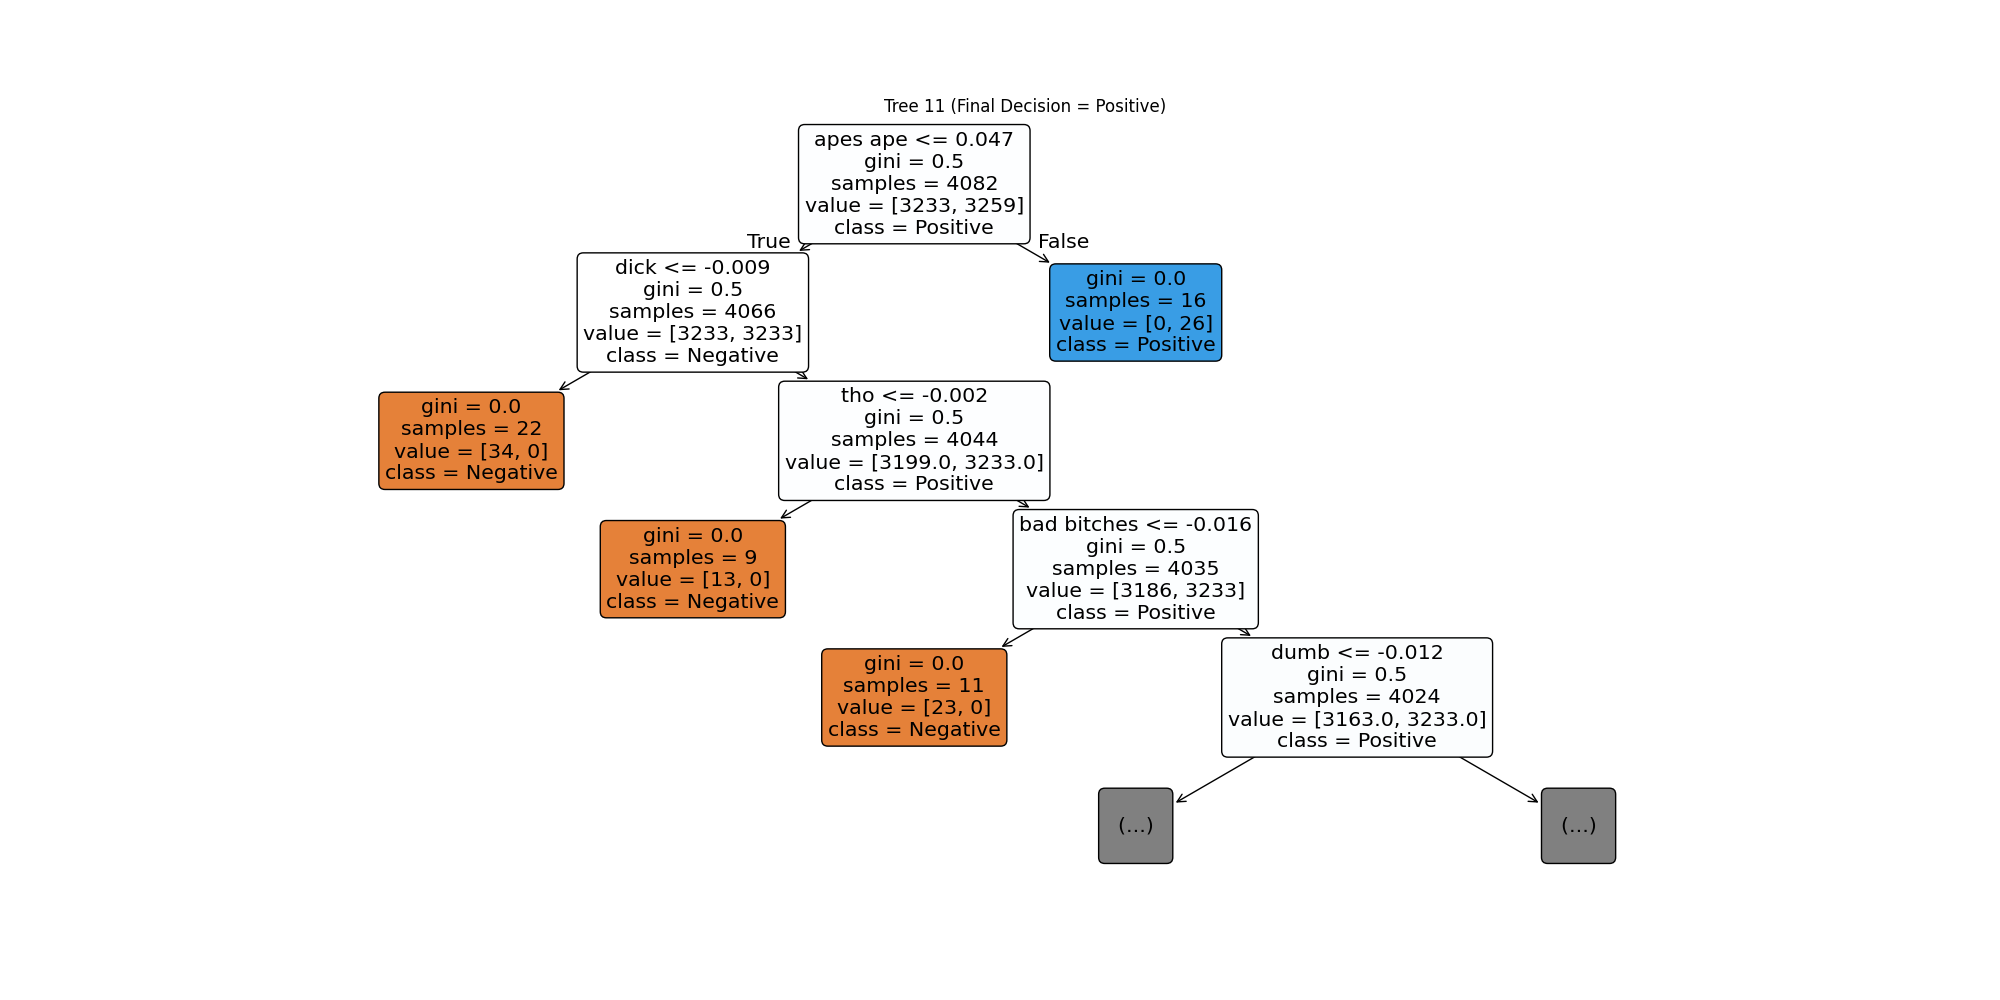 Tree 11 (Final Decision = Positive)
apes ape <= 0.047
gini = 0.5
samples = 4082
value = [3233, 3259]
class = Positive
True
False
dick <= -0.009
gini = 0.5
samples = 4066
value = [3233, 3233]
class = Negative
gini = 0.0
samples = 16
value = [0, 26]
class = Positive
gini = 0.0
samples = 22
value = [34, 0]
class = Negative
tho <= -0.002
gini = 0.5
samples = 4044
value = [3199.0, 3233.0]
class = Positive
gini = 0.0
samples = 9
value = [13, 0]
class = Negative
bad bitches <= -0.016
gini = 0.5
samples = 4035
value = [3186, 3233]
class = Positive
gini = 0.0
samples = 11
value = [23, 0]
class = Negative
dumb <= -0.012
gini = 0.5
samples = 4024
value = [3163.0, 3233.0]
class = Positive
(...)
(...)